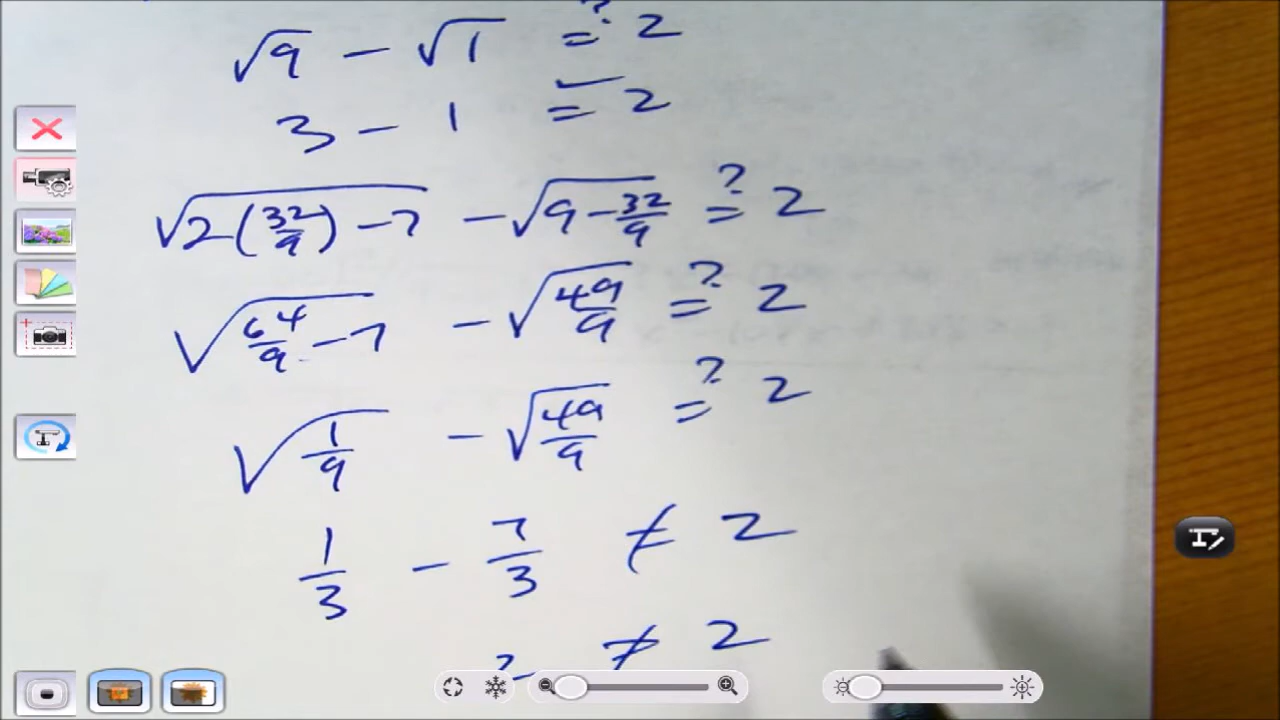 √9 − √1 ≟ 2
3 − 1 =✓ 2
√(2(32/9) − 7) − √(9 − 32/9) ≟ 2
√(64/9 − 7) − √(49/9) ≟ 2
√(1/9) − √(49/9) ≟ 2
1/3 − 7/3 ≠ 2
≠ 2